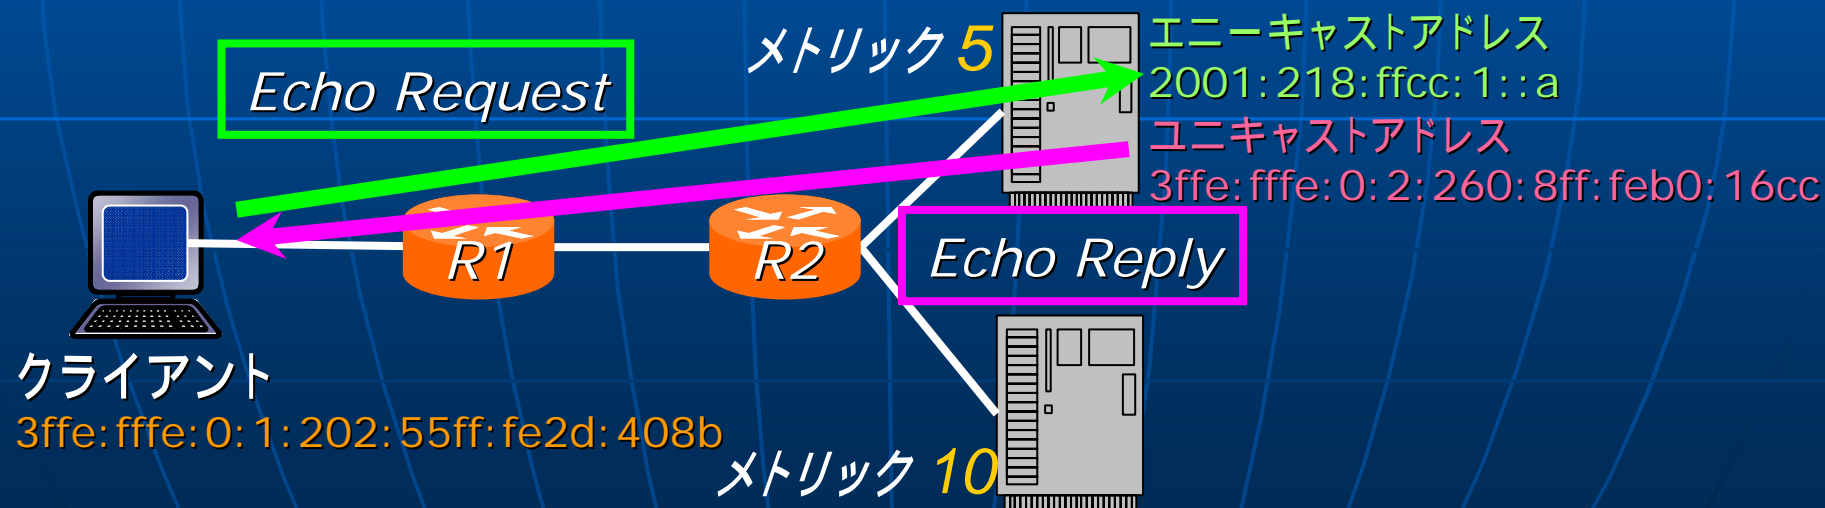 メトリック 5
エニーキャストアドレス
2001:218:ffcc:1::a
ユニキャストアドレス
3ffe:fffe:0:2:260:8ff:feb0:16cc
Echo Request
R1
R2
Echo Reply
クライアント
3ffe:fffe:0:1:202:55ff:fe2d:408b
メトリック 10